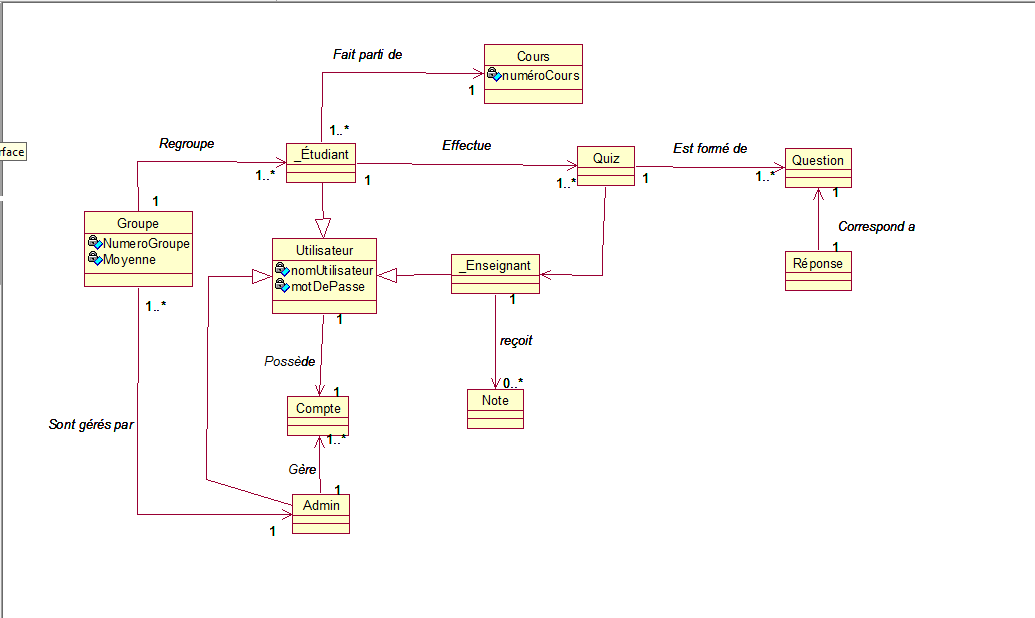 Fait parti de
Cours
numéroCours
1
1..*
rface
Regroupe
_Étudiant
Effectue
Quiz
Est formé de
Question
1..*
1
1..*
1
1..*
1
1
Groupe
NumeroGroupe
Moyenne
Correspond a
1
Utilisateur
nomUtilisateur
motDePasse
_Enseignant
Réponse
1..*
1
1
reçoit
Possède
0..*
1
Compte
Note
1..*
Sont gérés par
Gère
1
Admin
1